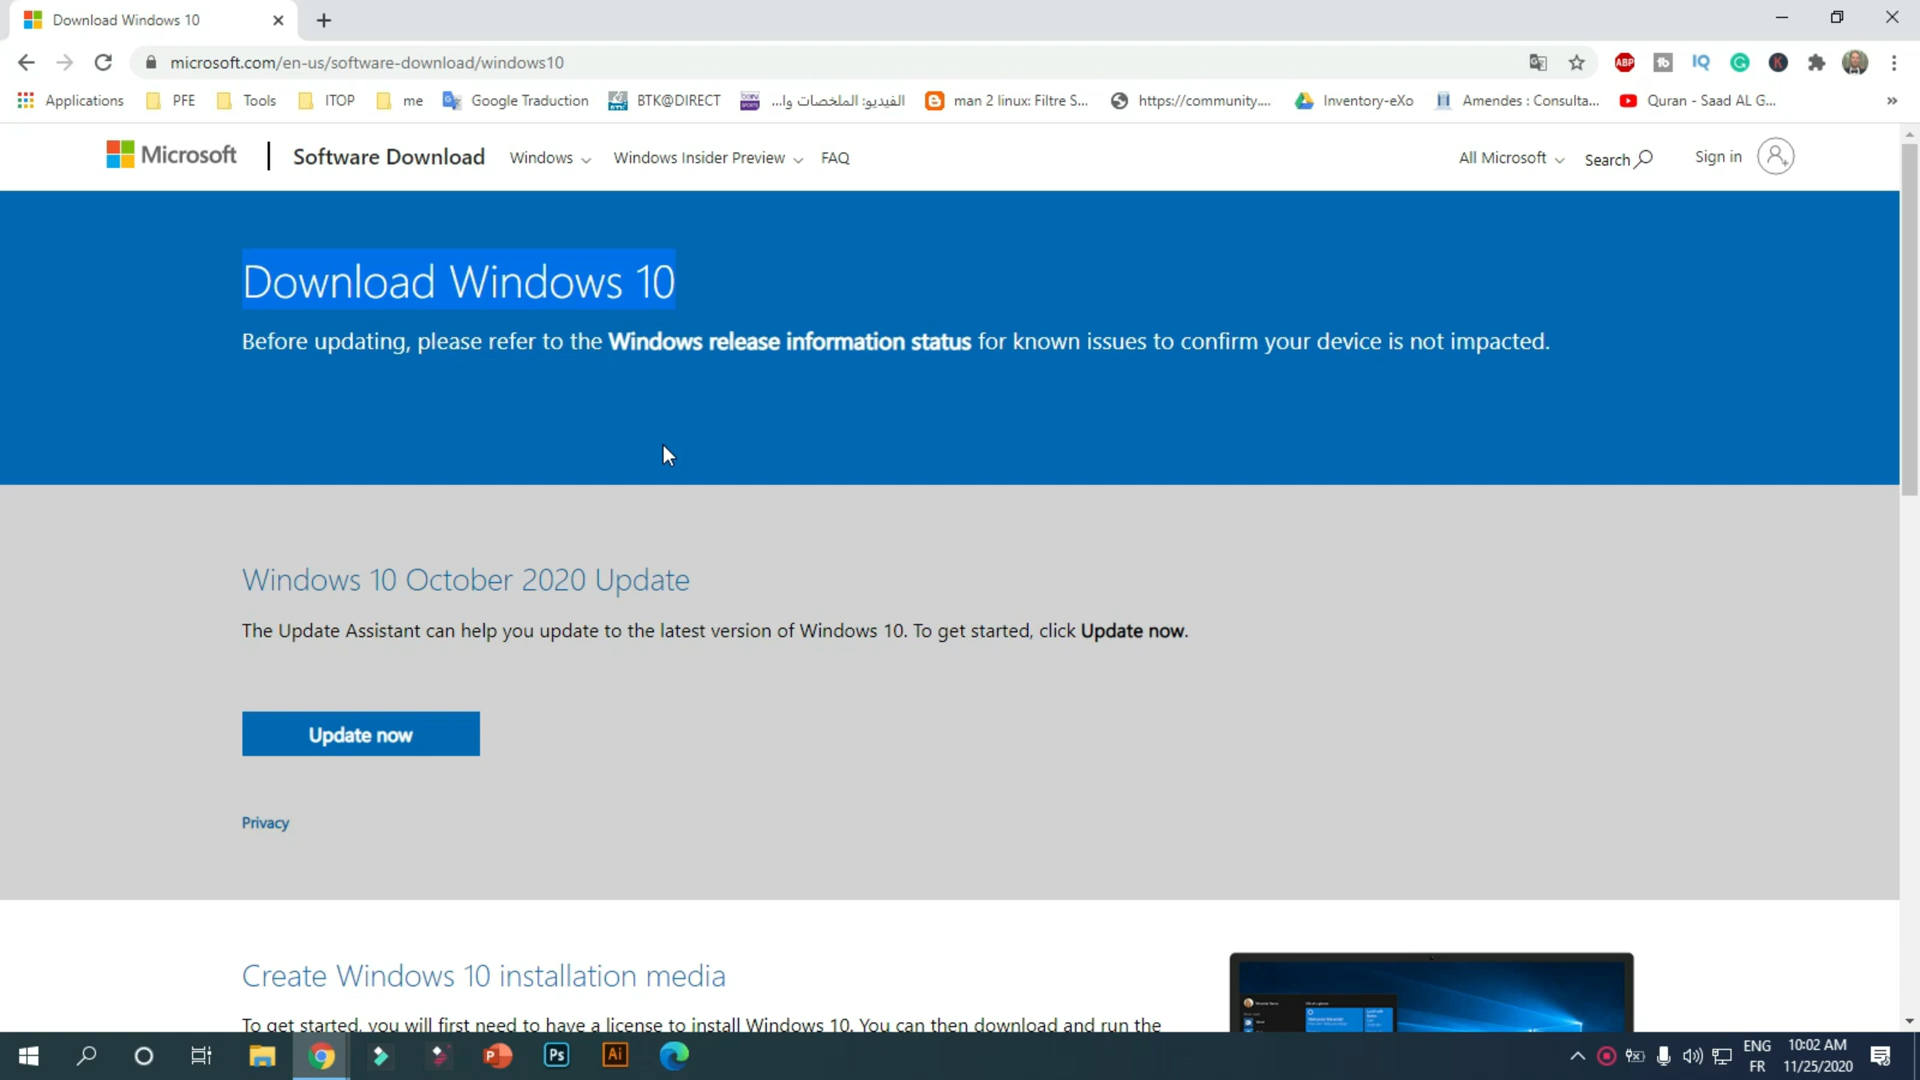 Download Windows 10
microsoft.com/en-us/software-download/windows10
ABP
IQ
Applications PFE Tools ITOP me Google Traduction BTK@DIRECT الفيديو: الملخصات وا... man 2 linux: Filtre S... https://community.... Inventory-eXo Amendes : Consulta... Quran - Saad AL G... »
Microsoft Software Download Windows Windows Insider Preview FAQ All Microsoft Search Sign in
Download Windows 10
Before updating, please refer to the Windows release information status for known issues to confirm your device is not impacted.
Windows 10 October 2020 Update
The Update Assistant can help you update to the latest version of Windows 10. To get started, click Update now.
Update now
Privacy
Create Windows 10 installation media
To get started, you will first need to have a license to install Windows 10. You can then download and run the
Ps
Ai
ENG
FR
10:02 AM
11/25/2020